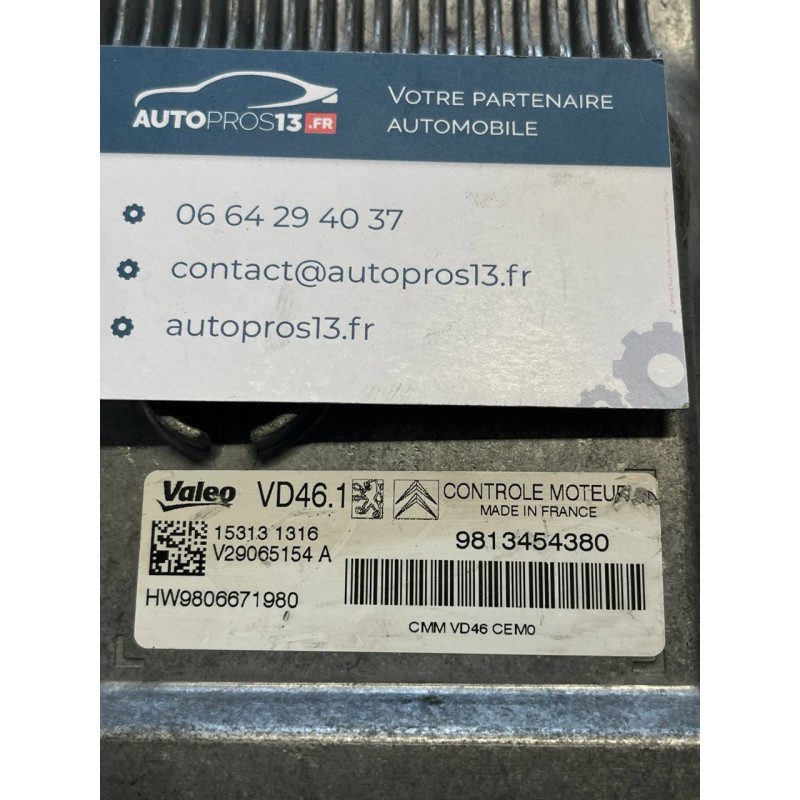 AUTOPROS13.FR
VOTRE PARTENAIRE
AUTOMOBILE
06 64 29 40 37
contact@autopros13.fr
autopros13.fr
Valeo VD46.1 CONTROLE MOTEUR
MADE IN FRANCE
15313 1316
V29065154 A
9813454380
HW9806671980
CMM VD46 CEM0